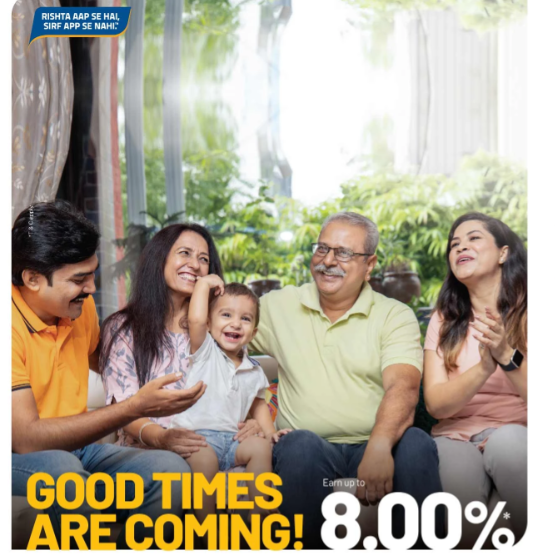 RISHTA AAP SE HAI,
SIRF APP SE NAHI.
GOOD TIMES
ARE COMING!
Earn up to
8.00%*